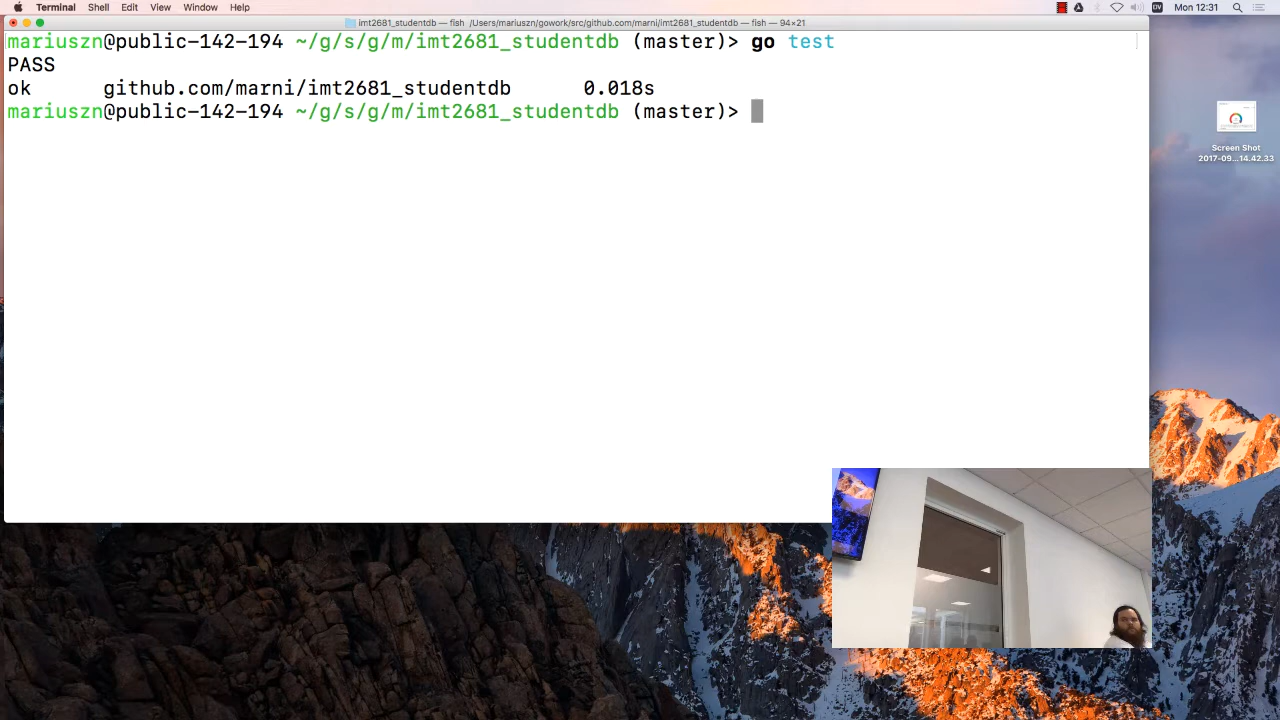 Terminal Shell Edit View Window Help
Mon 12:31
imt2681_studentdb — fish /Users/mariuszn/gowork/src/github.com/marni/imt2681_studentdb — fish — 94×21
mariuszn@public-142-194 ~/g/s/g/m/imt2681_studentdb (master)> go test
PASS
ok github.com/marni/imt2681_studentdb 0.018s
mariuszn@public-142-194 ~/g/s/g/m/imt2681_studentdb (master)>
Screen Shot
2017-09...14.42.33